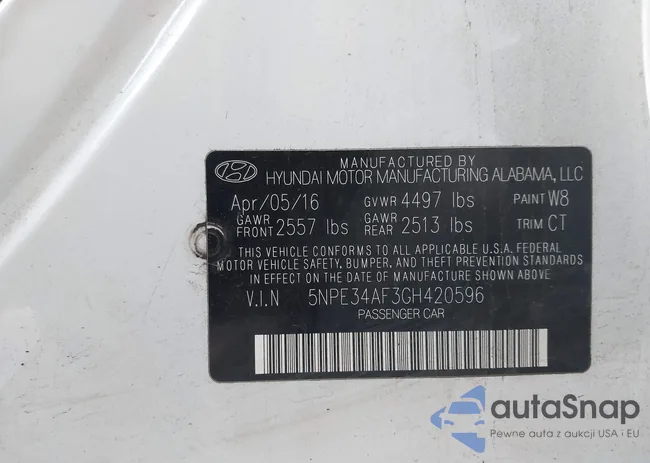 MANUFACTURED BY
HYUNDAI MOTOR MANUFACTURING ALABAMA, LLC
Apr/05/16 GVWR 4497 lbs PAINT W8
GAWR FRONT 2557 lbs GAWR REAR 2513 lbs TRIM CT
THIS VEHICLE CONFORMS TO ALL APPLICABLE U.S.A. FEDERAL
MOTOR VEHICLE SAFETY, BUMPER, AND THEFT PREVENTION STANDARDS
IN EFFECT ON THE DATE OF MANUFACTURE SHOWN ABOVE
V.I.N 5NPE34AF3GH420596
PASSENGER CAR
autaSnap
Pewne auta z aukcji USA i EU